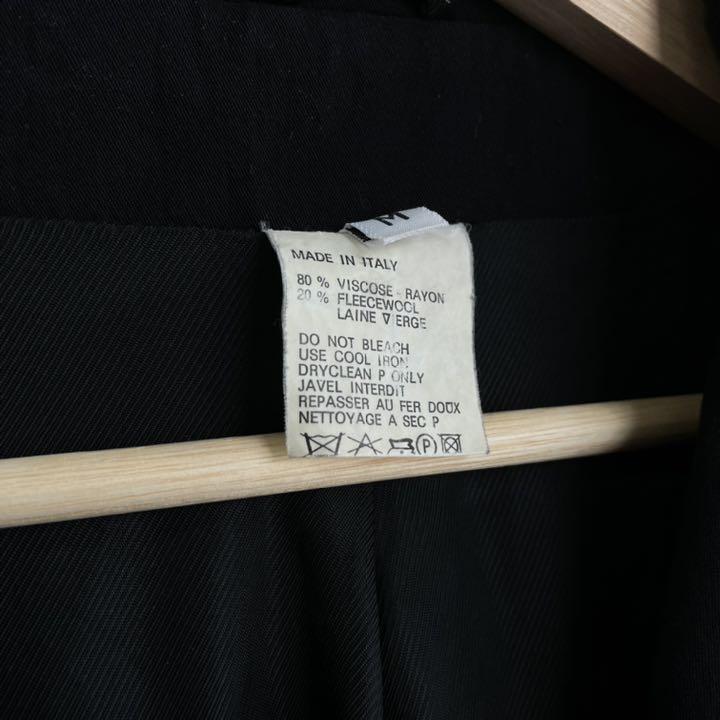 M
MADE IN ITALY
80 % VISCOSE - RAYON
20 % FLEECEWOOL
LAINE VIERGE
DO NOT BLEACH
USE COOL IRON
DRYCLEAN P ONLY
JAVEL INTERDIT
REPASSER AU FER DOUX
NETTOYAGE A SEC P
P